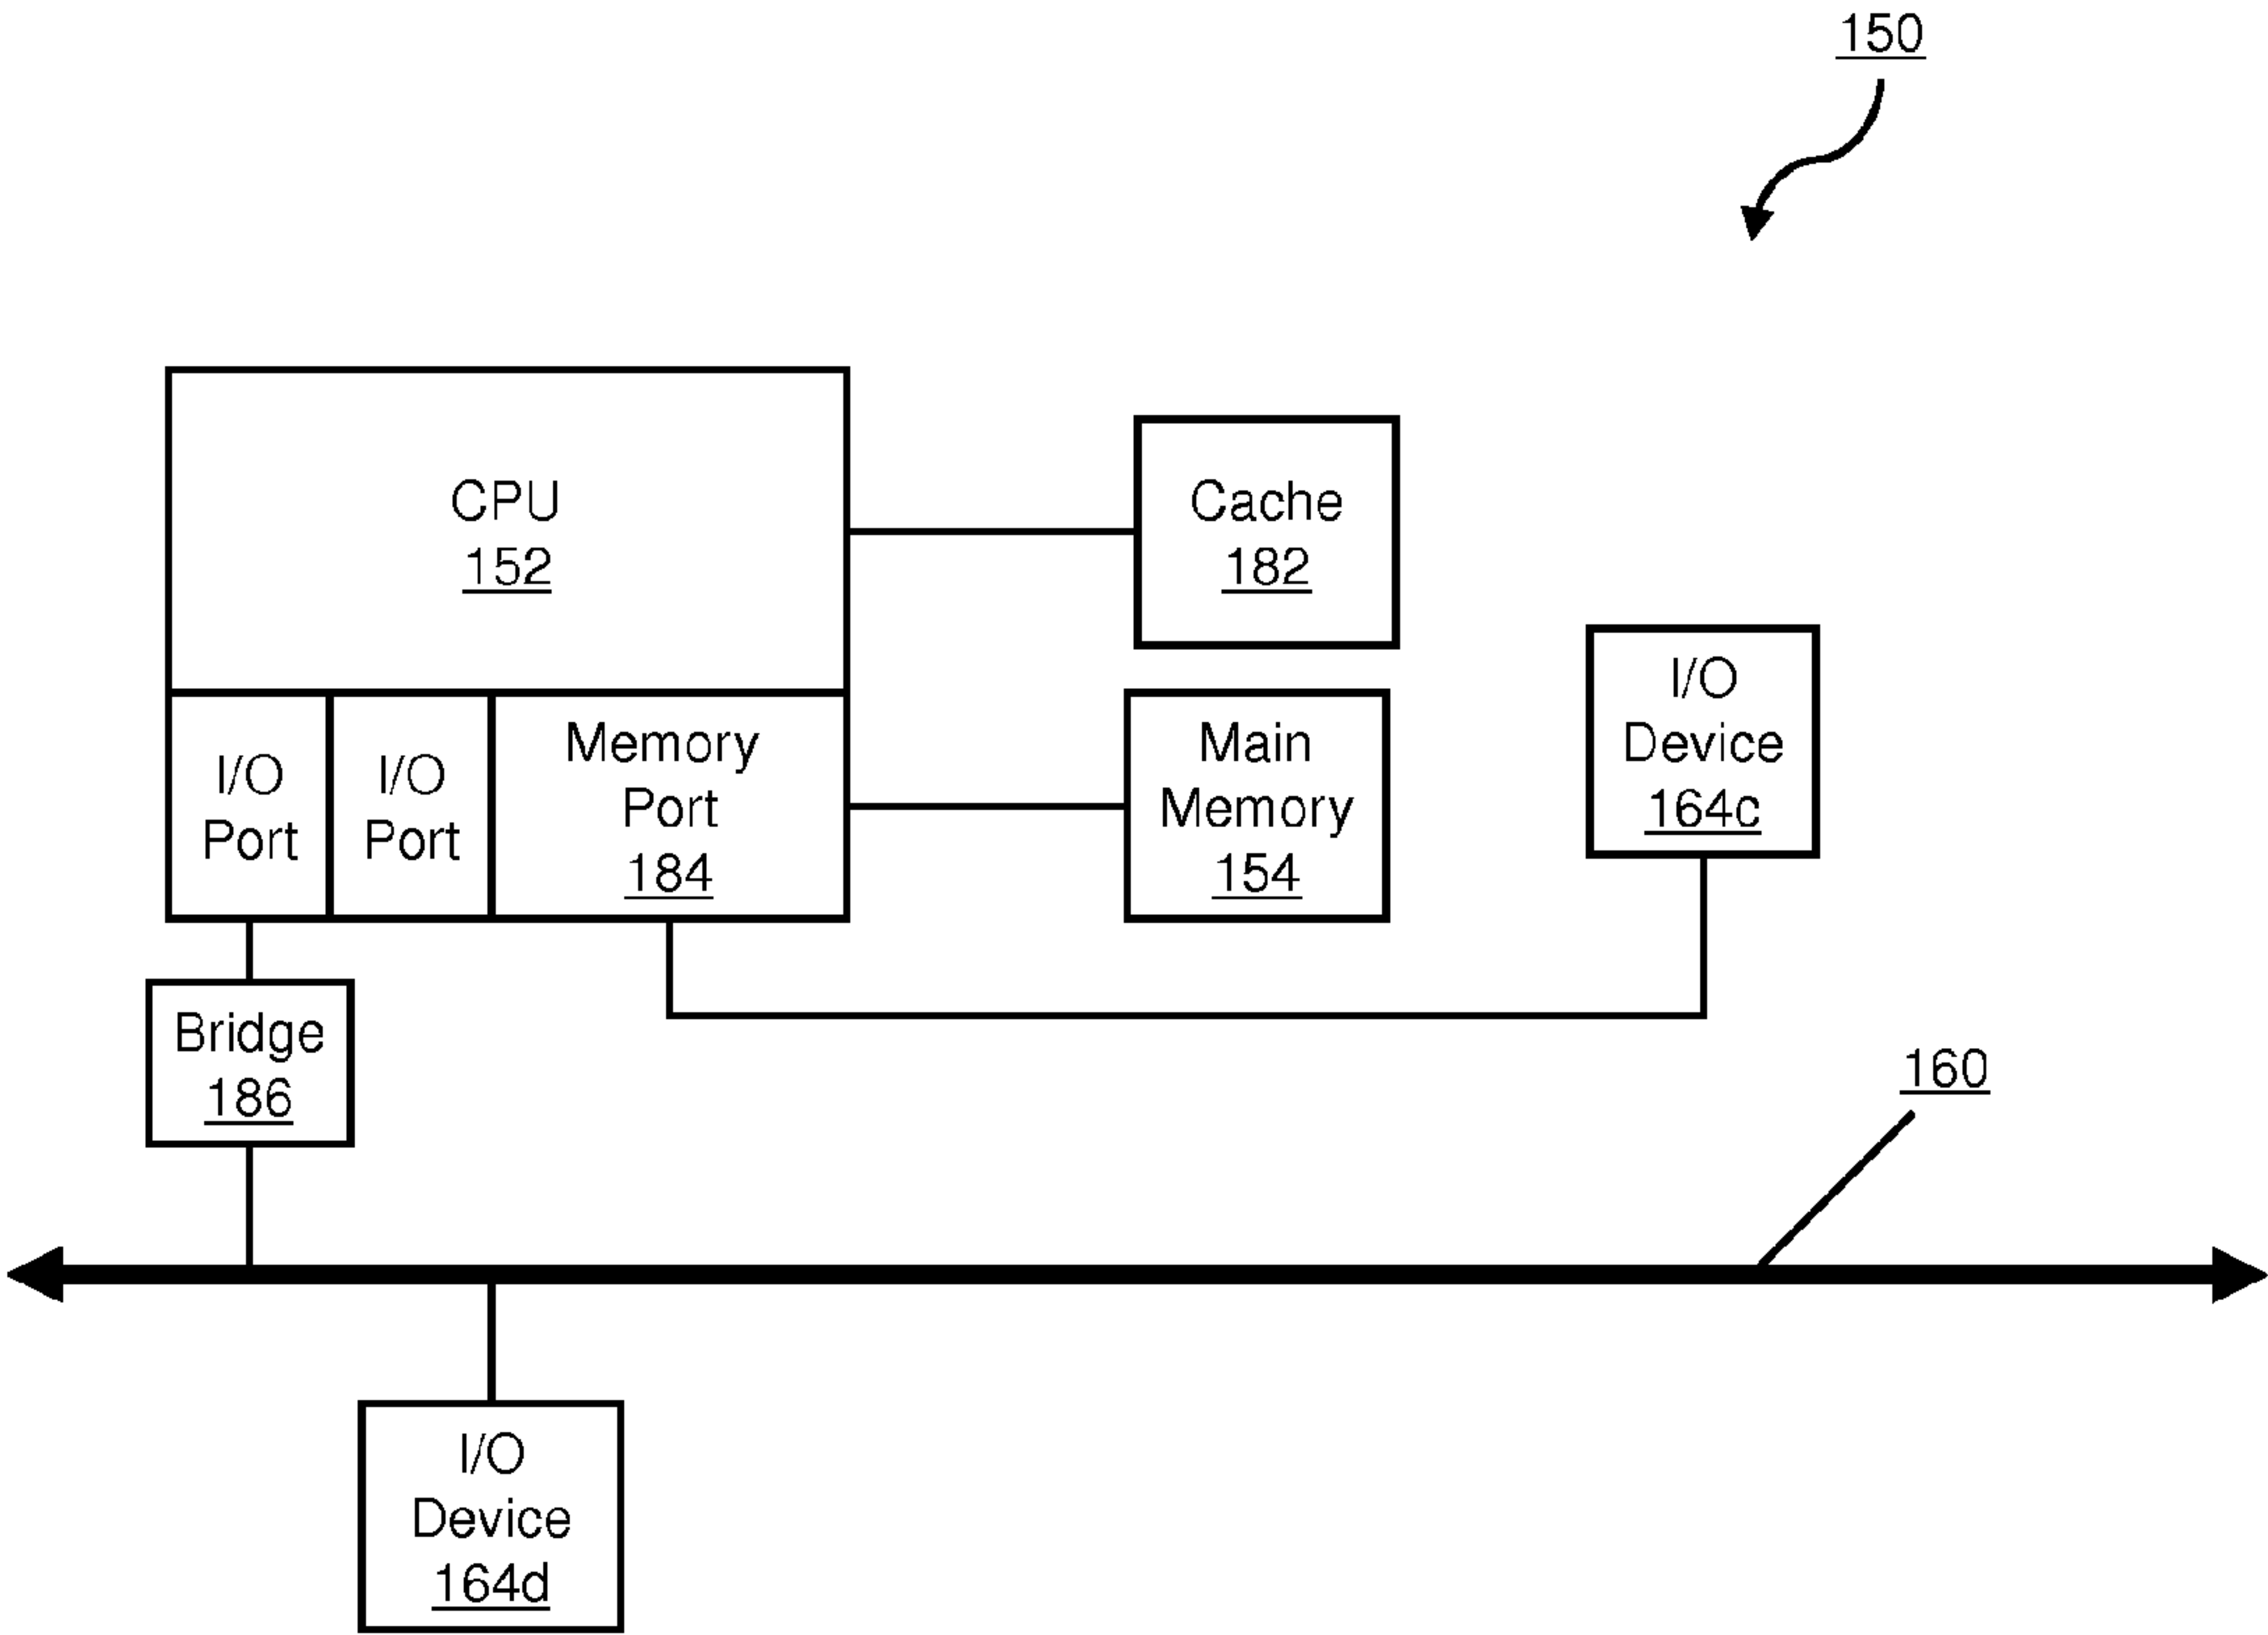 150
CPU
152
Cache
182
I/O
Device
164c
I/O
Port
I/O
Port
Memory
Port
184
Main
Memory
154
Bridge
186
160
I/O
Device
164d